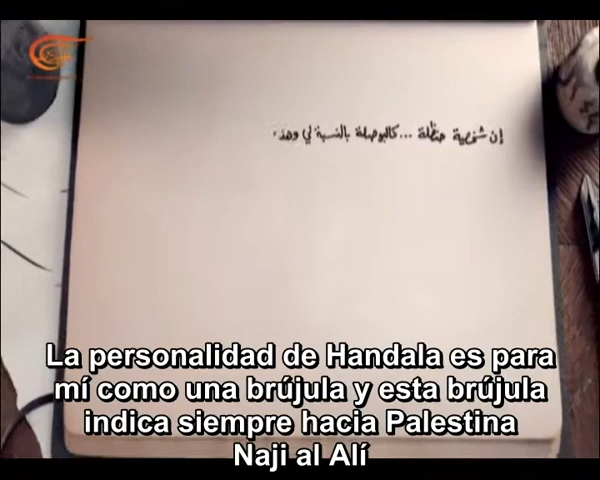 إن شخصية حنظلة ... كالبوصلة بالنسبة لي وهذه
La personalidad de Handala es para
mí como una brújula y esta brújula
indica siempre hacia Palestina
Naji al Alí